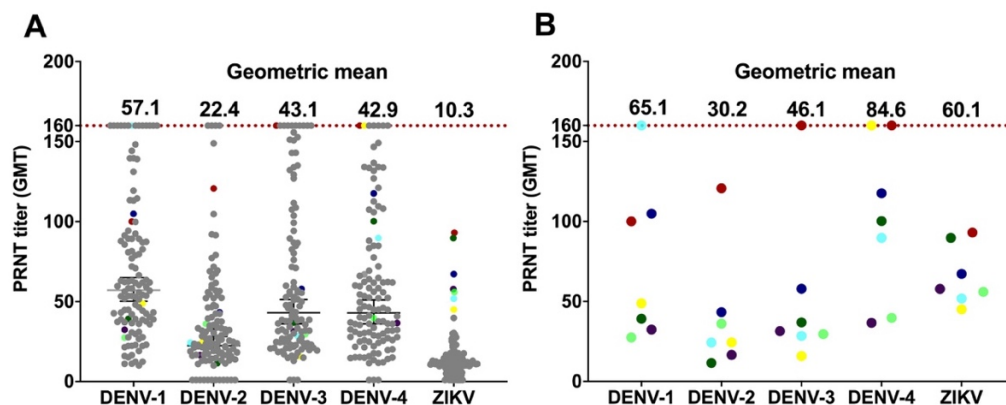 A
Geometric mean
57.1 22.4 43.1 42.9 10.3
200
160
150
100
50
0
PRNT titer (GMT)
DENV-1 DENV-2 DENV-3 DENV-4 ZIKV
B
Geometric mean
65.1 30.2 46.1 84.6 60.1
200
160
150
100
50
0
PRNT titer (GMT)
DENV-1 DENV-2 DENV-3 DENV-4 ZIKV